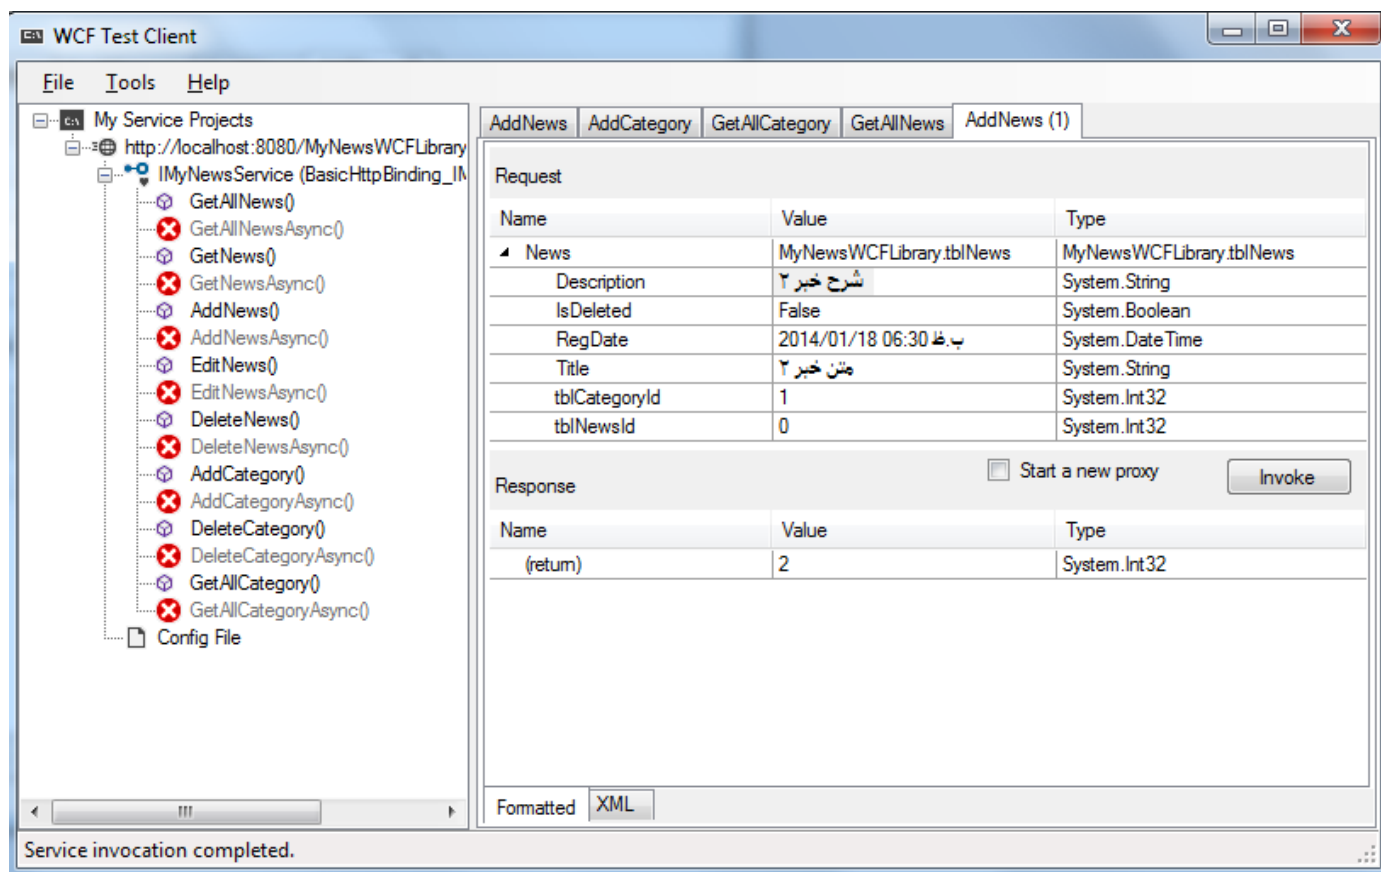 WCF Test Client
File Tools Help
My Service Projects
http://localhost:8080/MyNewsWCFLibrary
IMyNewsService (BasicHttpBinding_IM
GetAllNews()
GetAllNewsAsync()
GetNews()
GetNewsAsync()
AddNews()
AddNewsAsync()
EditNews()
EditNewsAsync()
DeleteNews()
DeleteNewsAsync()
AddCategory()
AddCategoryAsync()
DeleteCategory()
DeleteCategoryAsync()
GetAllCategory()
GetAllCategoryAsync()
Config File
AddNews AddCategory GetAllCategory GetAllNews AddNews (1)
Request
Name Value Type
News MyNewsWCFLibrary.tblNews MyNewsWCFLibrary.tblNews
Description شرح خبر ۲ System.String
IsDeleted False System.Boolean
RegDate 2014/01/18 06:30 ب.ظ System.DateTime
Title متن خبر ۲ System.String
tblCategoryId 1 System.Int32
tblNewsId 0 System.Int32
Response
Start a new proxy Invoke
Name Value Type
(return) 2 System.Int32
Formatted XML
Service invocation completed.